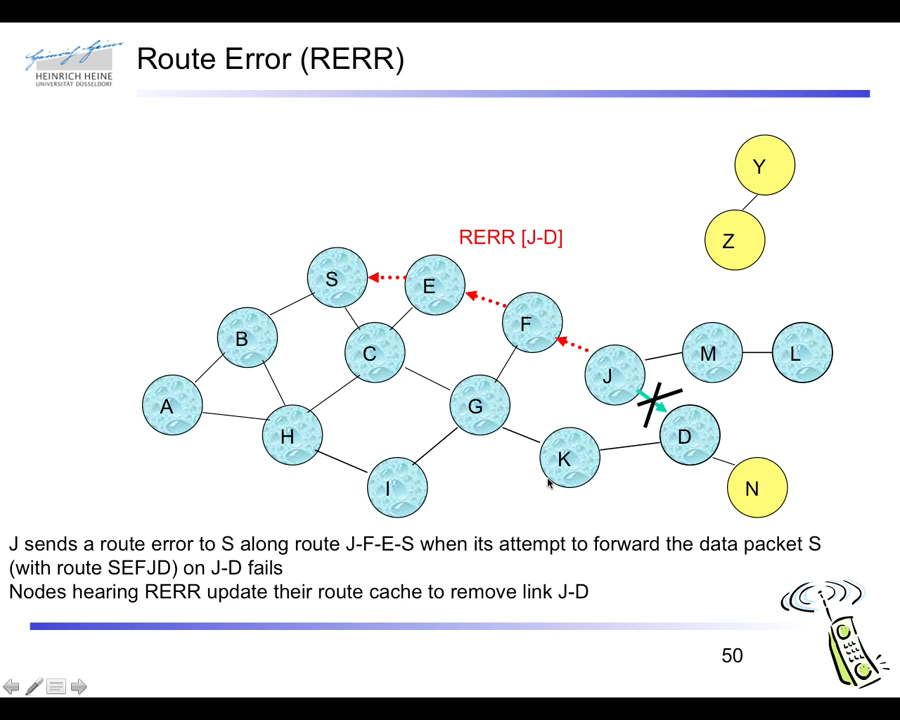 Heinrich Heine
HEINRICH HEINE
UNIVERSITÄT DÜSSELDORF
Route Error (RERR)
Y
Z
RERR [J-D]
S
E
F
B
C
J
M
L
A
H
G
D
K
I
N
J sends a route error to S along route J-F-E-S when its attempt to forward the data packet S
(with route SEFJD) on J-D fails
Nodes hearing RERR update their route cache to remove link J-D
50